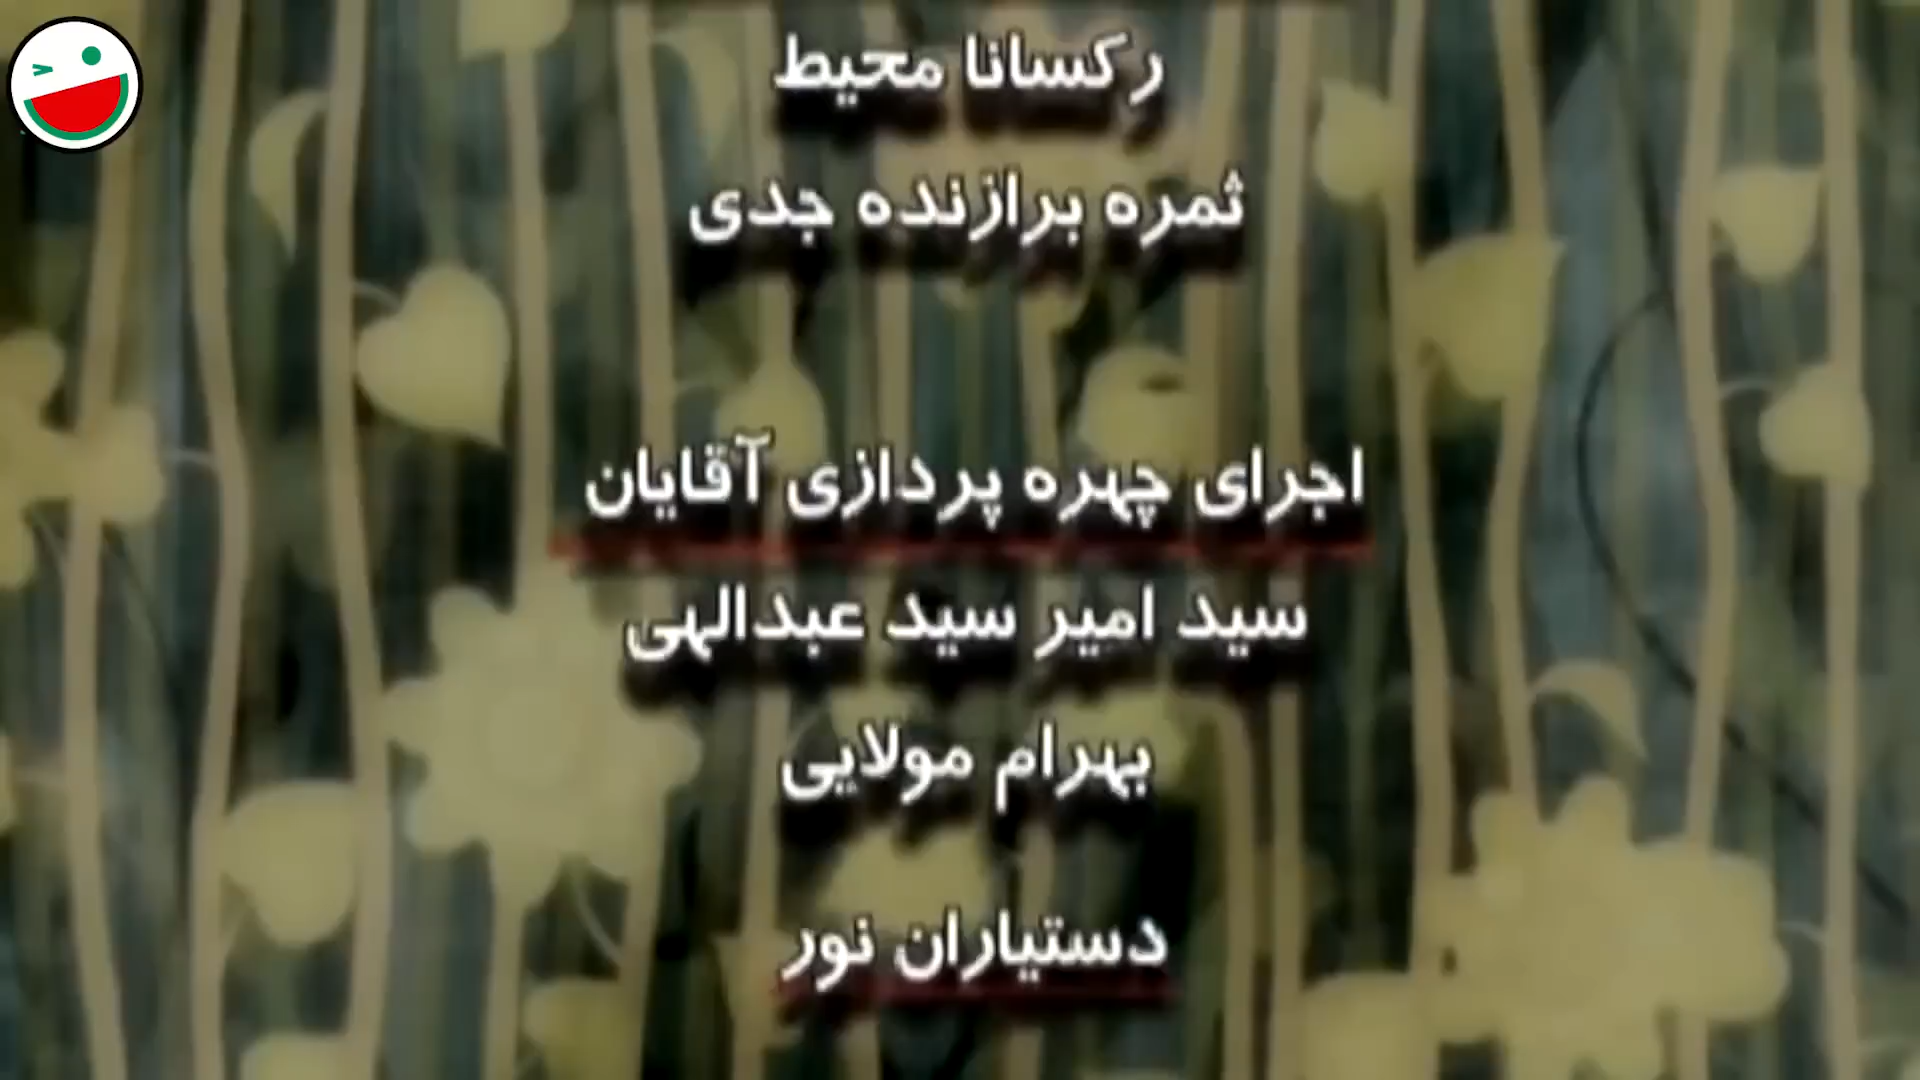 رکسانا محیط
ثمره برازنده جدی
اجرای چهره پردازی آقایان
سید امیر سید عبدالهی
بهرام مولایی
دستیاران نور